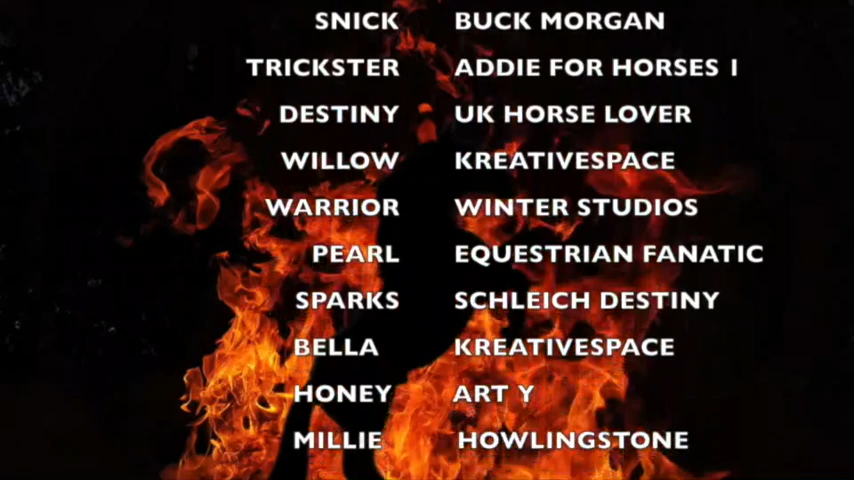 SNICK BUCK MORGAN
TRICKSTER ADDIE FOR HORSES 1
DESTINY UK HORSE LOVER
WILLOW KREATIVESPACE
WARRIOR WINTER STUDIOS
PEARL EQUESTRIAN FANATIC
SPARKS SCHLEICH DESTINY
BELLA KREATIVESPACE
HONEY ART Y
MILLIE HOWLINGSTONE